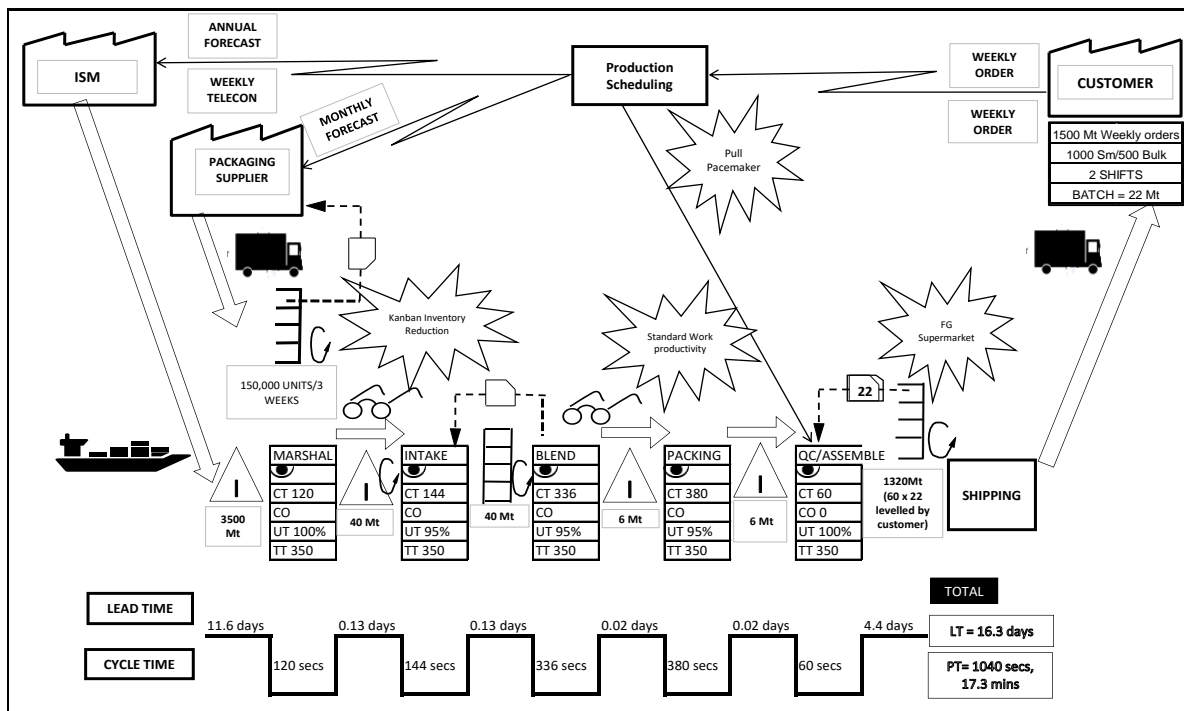 ANNUAL
FORECAST
ISM
WEEKLY
TELECON
MONTHLY
FORECAST
Production
Scheduling
WEEKLY
ORDER
WEEKLY
ORDER
CUSTOMER
1500 Mt Weekly orders
1000 Sm/500 Bulk
2 SHIFTS
BATCH = 22 Mt
PACKAGING
SUPPLIER
Pull
Pacemaker
Kanban Inventory
Reduction
Standard Work
productivity
FG
Supermarket
150,000 UNITS/3
WEEKS
22
I
3500
Mt
MARSHAL
CT 120
CO
UT 100%
TT 350
I
40 Mt
INTAKE
CT 144
CO
UT 95%
TT 350
40 Mt
BLEND
CT 336
CO
UT 95%
TT 350
I
6 Mt
PACKING
CT 380
CO
UT 95%
TT 350
I
6 Mt
QC/ASSEMBLE
CT 60
CO 0
UT 100%
TT 350
1320Mt
(60 x 22
levelled by
customer)
SHIPPING
LEAD TIME
11.6 days
0.13 days
0.13 days
0.02 days
0.02 days
4.4 days
TOTAL
LT = 16.3 days
CYCLE TIME
120 secs
144 secs
336 secs
380 secs
60 secs
PT= 1040 secs,
17.3 mins